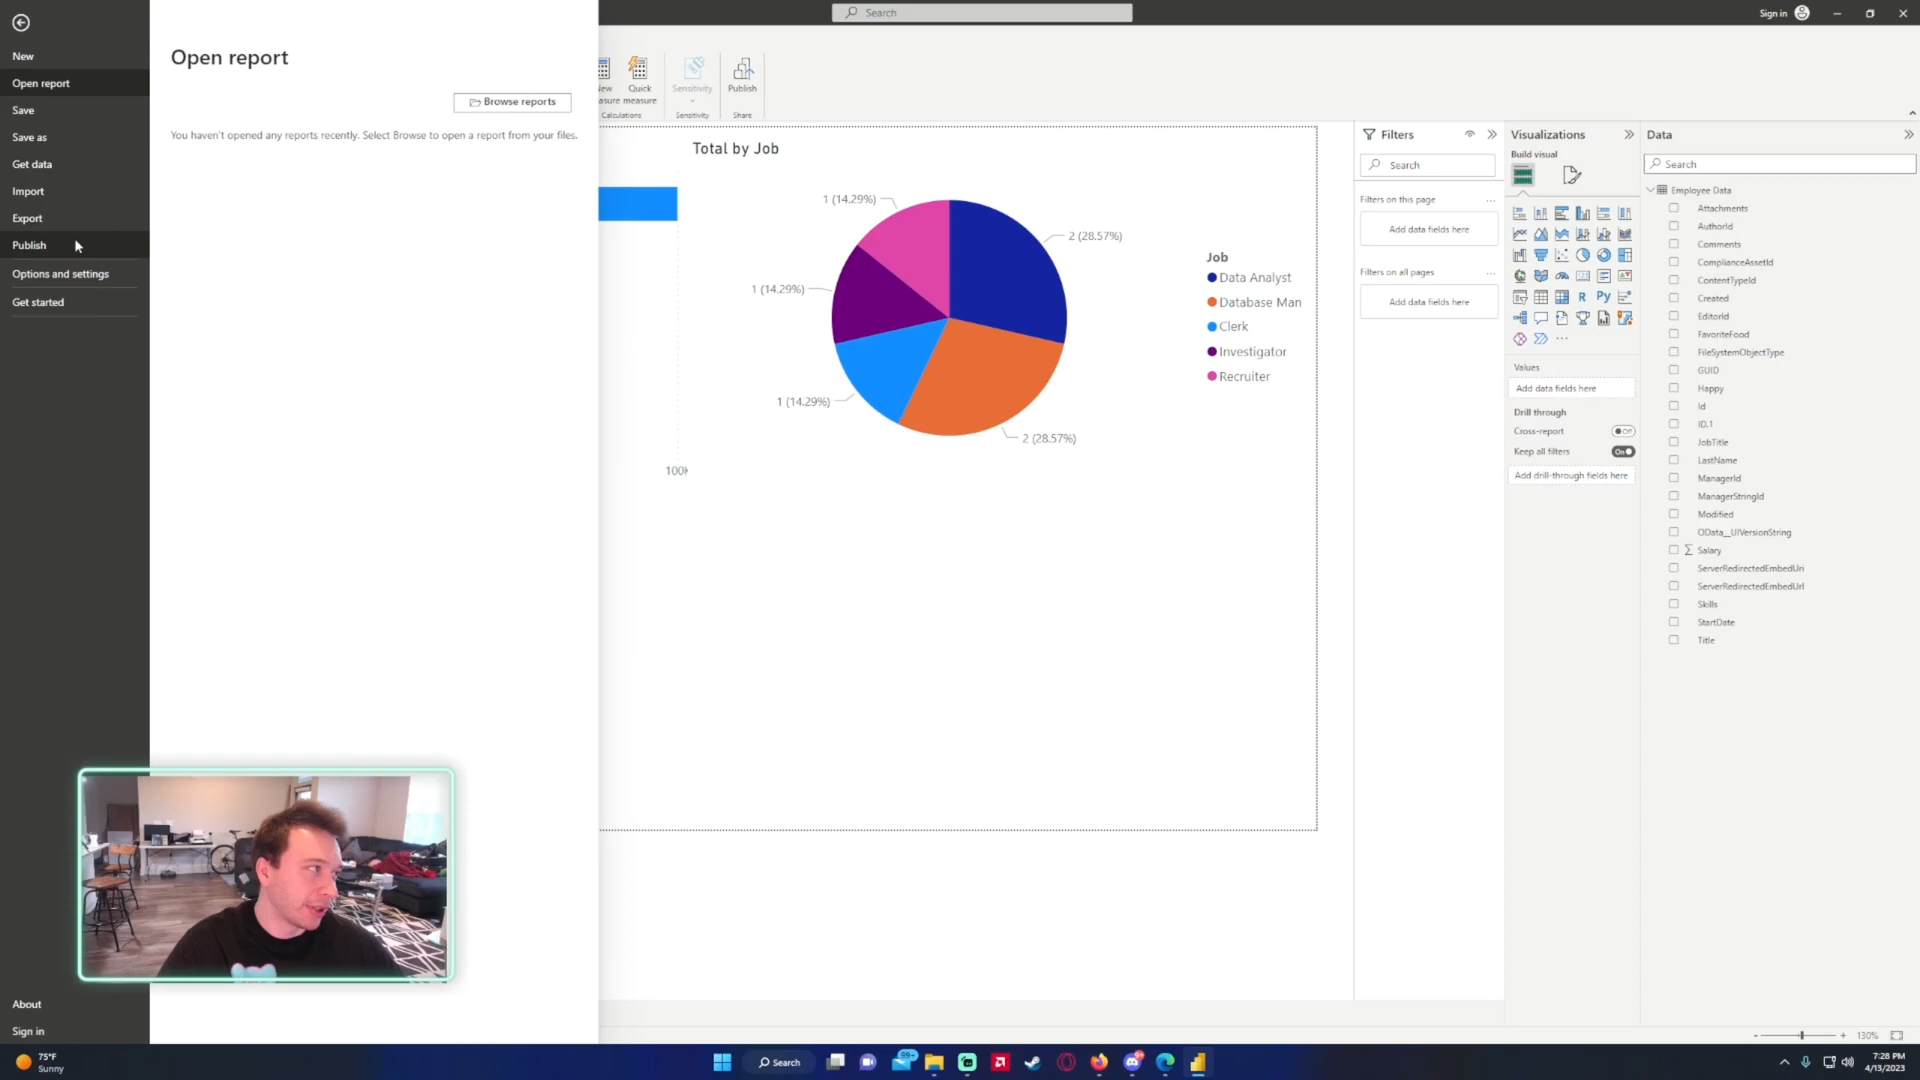 Search
Sign in
New
Open report
Save
Save as
Get data
Import
Export
Publish
Options and settings
Get started
About
Sign in
Open report
Browse reports
You haven't opened any reports recently. Select Browse to open a report from your files.
Quick
measure
Calculations
Sensitivity
Sensitivity
Publish
Share
Total by Job
1 (14.29%)
2 (28.57%)
1 (14.29%)
1 (14.29%)
2 (28.57%)
100K
Job
Data Analyst
Database Man
Clerk
Investigator
Recruiter
Filters
Search
Filters on this page
Add data fields here
Filters on all pages
Add data fields here
Visualizations
Build visual
R
Py
Values
Add data fields here
Drill through
Cross-report
Off
Keep all filters
On
Add drill-through fields here
Data
Search
Employee Data
Attachments
AuthorId
Comments
ComplianceAssetId
ContentTypeId
Created
EditorId
FavoriteFood
FileSystemObjectType
GUID
Happy
Id
ID.1
JobTitle
LastName
ManagerId
ManagerStringId
Modified
OData__UIVersionString
Salary
ServerRedirectedEmbedUri
ServerRedirectedEmbedUrl
Skills
StartDate
Title
130%
75°F
Sunny
Search
99+
7:28 PM
4/13/2023